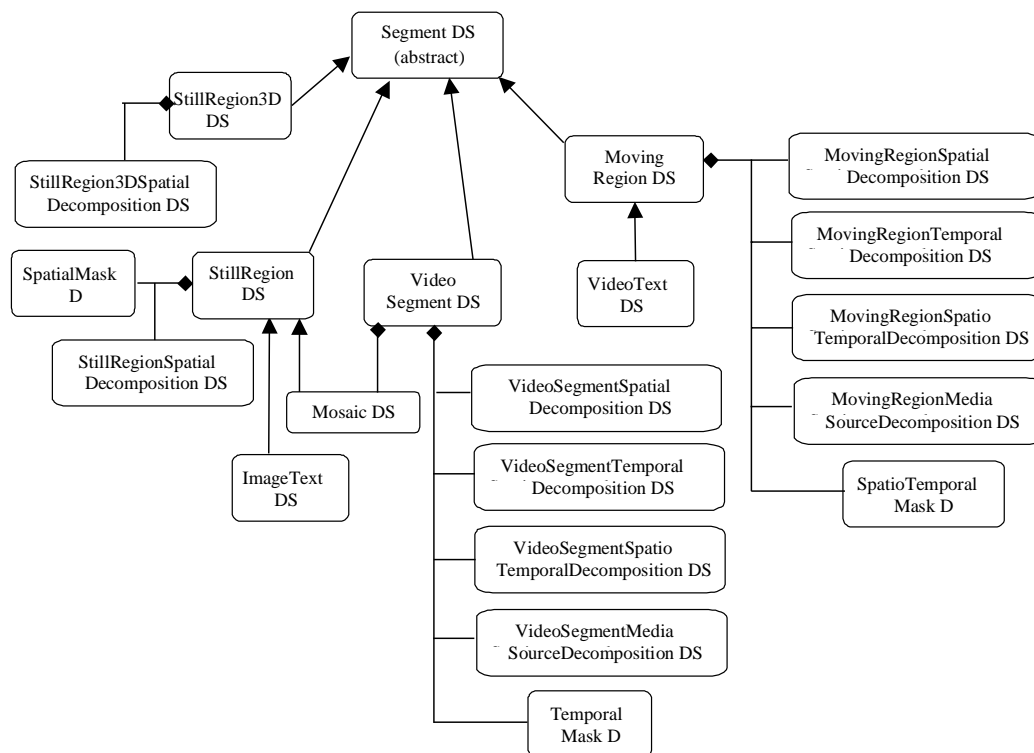 Segment DS
(abstract)
StillRegion3D
DS
StillRegion3DSpatial
Decomposition DS
Moving
Region DS
MovingRegionSpatial
Decomposition DS
MovingRegionTemporal
Decomposition DS
MovingRegionSpatio
TemporalDecomposition DS
MovingRegionMedia
SourceDecomposition DS
SpatioTemporal
Mask D
VideoText
DS
SpatialMask
D
StillRegion
DS
StillRegionSpatial
Decomposition DS
Video
Segment DS
Mosaic DS
ImageText
DS
VideoSegmentSpatial
Decomposition DS
VideoSegmentTemporal
Decomposition DS
VideoSegmentSpatio
TemporalDecomposition DS
VideoSegmentMedia
SourceDecomposition DS
Temporal
Mask D